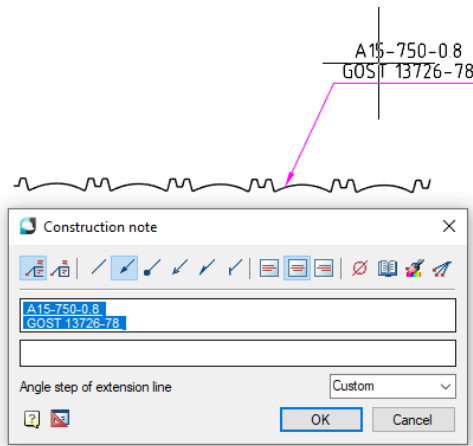 A15-750-0.8
GOST 13726-78
Construction note
A15-750-0.8
GOST 13726-78
Angle step of extension line
Custom
OK
Cancel